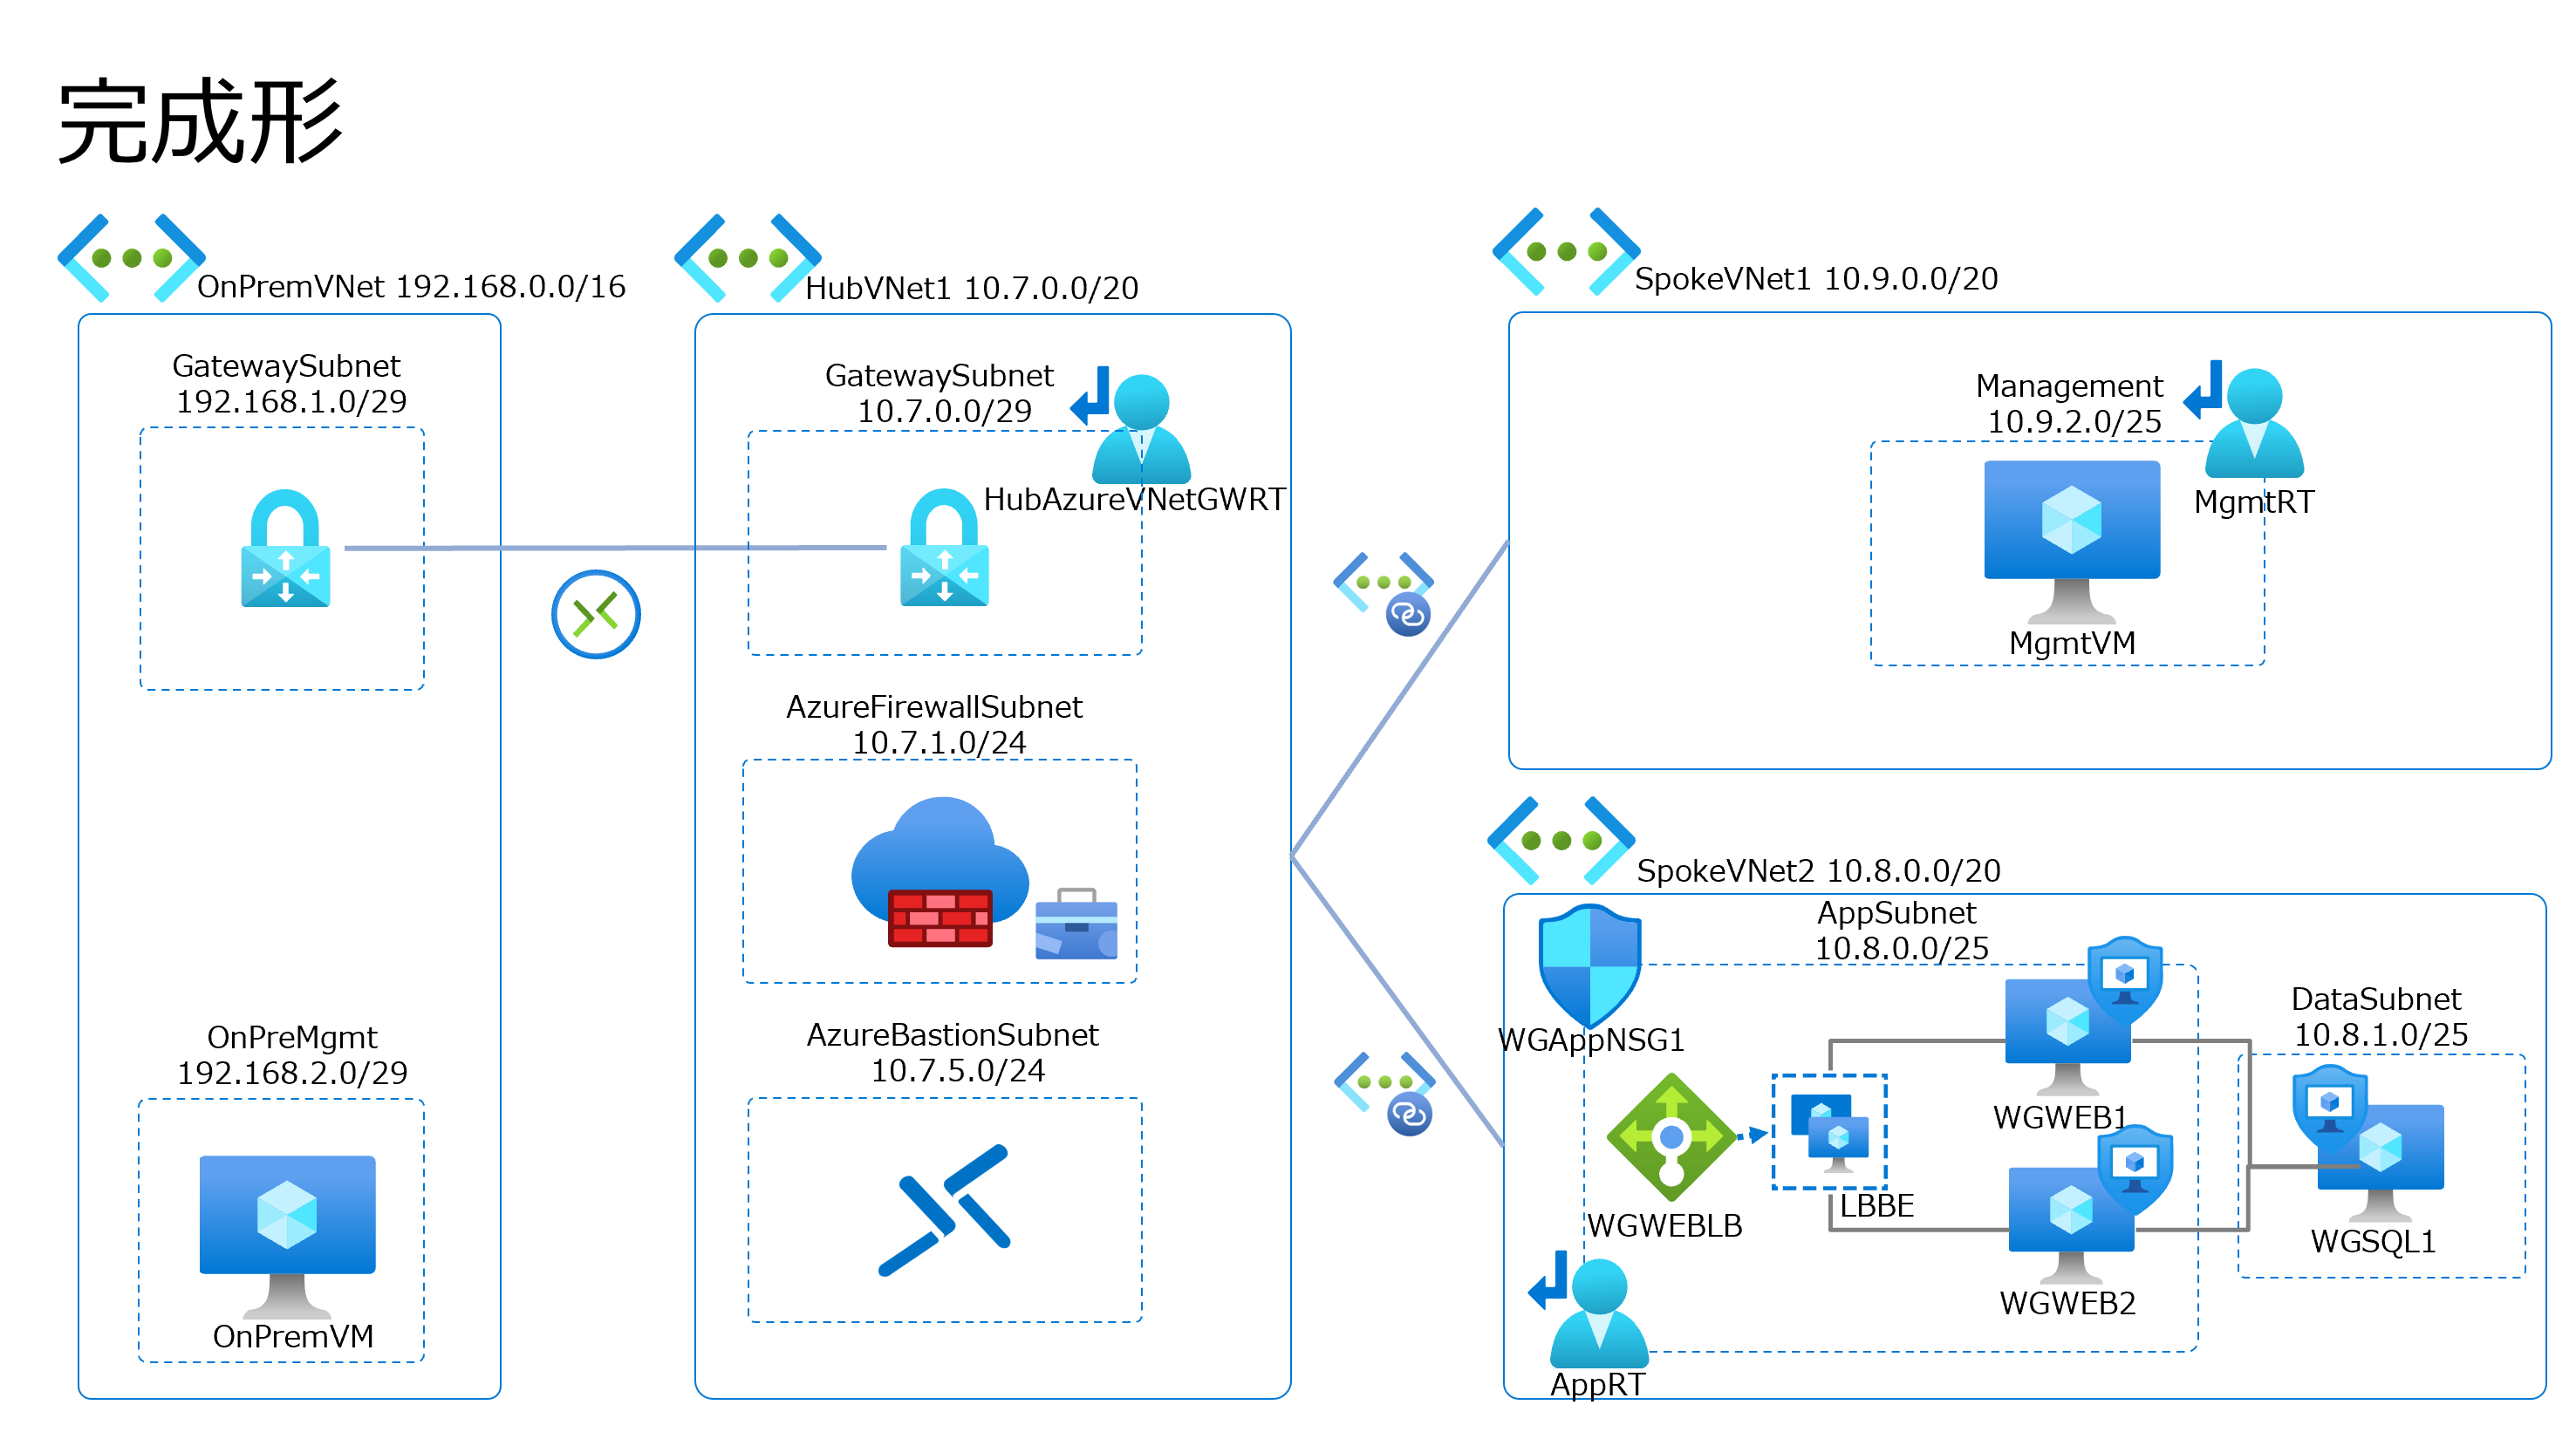 完成形
OnPremVNet 192.168.0.0/16
GatewaySubnet
192.168.1.0/29
OnPreMgmt
192.168.2.0/29
OnPremVM
HubVNet1 10.7.0.0/20
GatewaySubnet
10.7.0.0/29
HubAzureVNetGWRT
AzureFirewallSubnet
10.7.1.0/24
AzureBastionSubnet
10.7.5.0/24
SpokeVNet1 10.9.0.0/20
Management
10.9.2.0/25
MgmtRT
MgmtVM
SpokeVNet2 10.8.0.0/20
AppSubnet
10.8.0.0/25
WGAppNSG1
WGWEBLB
LBBE
WGWEB1
WGWEB2
AppRT
DataSubnet
10.8.1.0/25
WGSQL1